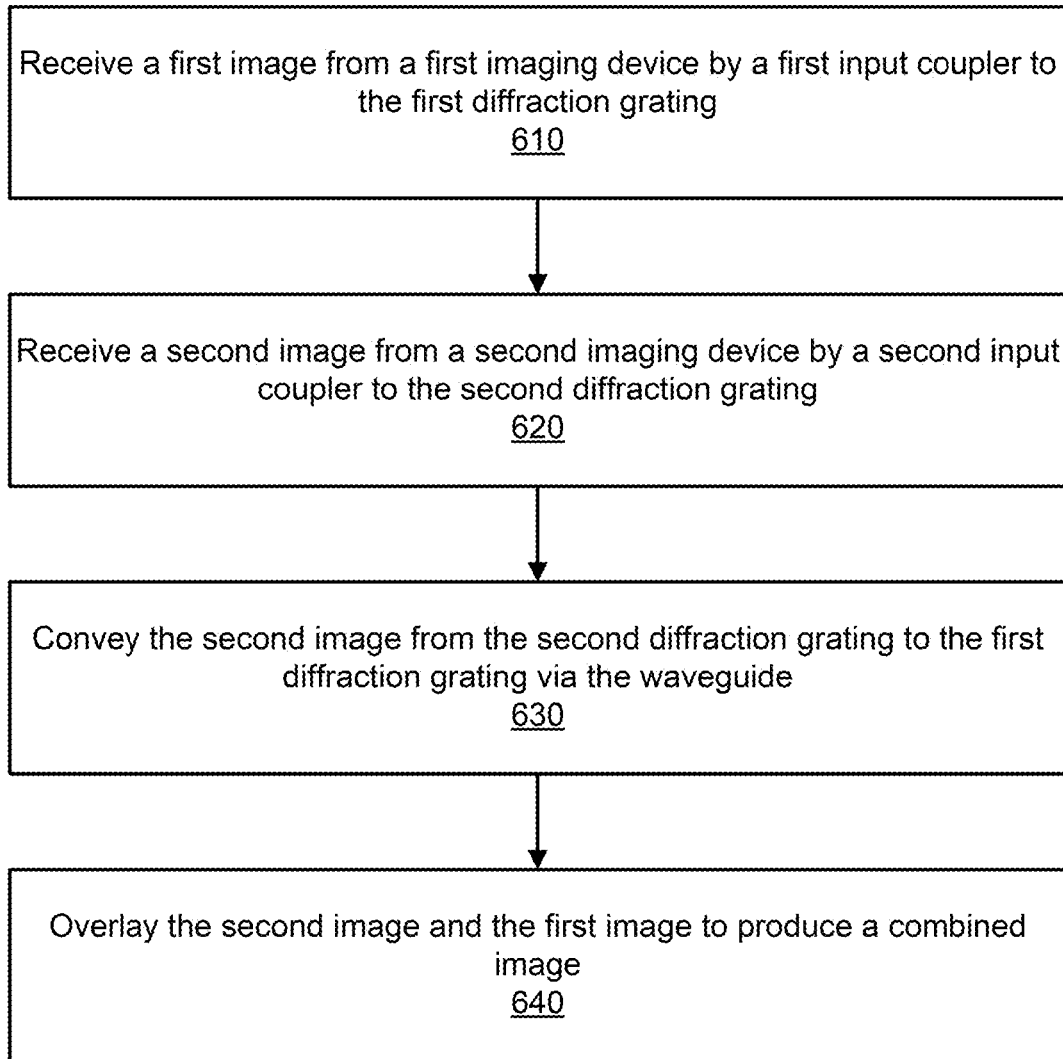 Receive a first image from a first imaging device by a first input coupler to
the first diffraction grating
610
Receive a second image from a second imaging device by a second input
coupler to the second diffraction grating
620
Convey the second image from the second diffraction grating to the first
diffraction grating via the waveguide
630
Overlay the second image and the first image to produce a combined
image
640